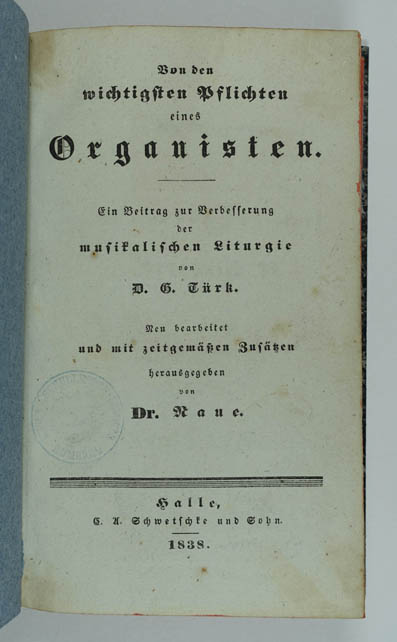 Von den
wichtigsten Pflichten
eines
Organisten.
Ein Beitrag zur Verbesserung
der
musikalischen Liturgie
von
D. G. Türk.
Neu bearbeitet
und mit zeitgemäßen Zusätzen
herausgegeben
von
Dr. Naue.
Halle,
C. A. Schwetschke und Sohn.
1838.